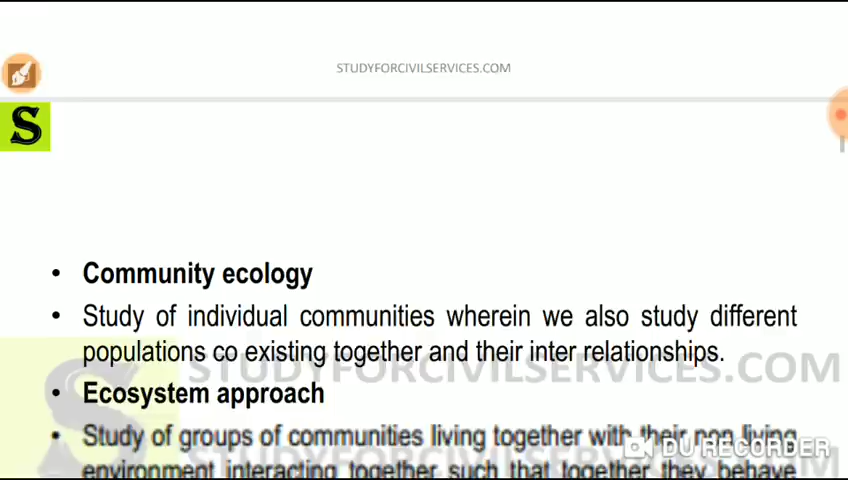 STUDYFORCIVILSERVICES.COM
S
• Community ecology
• Study of individual communities wherein we also study different
populations co existing together and their inter relationships.
STUDYFORCIVILSERVICES.COM
• Ecosystem approach
• Study of groups of communities living together with their non living
DU RECORDER
environment interacting together such that together they behave